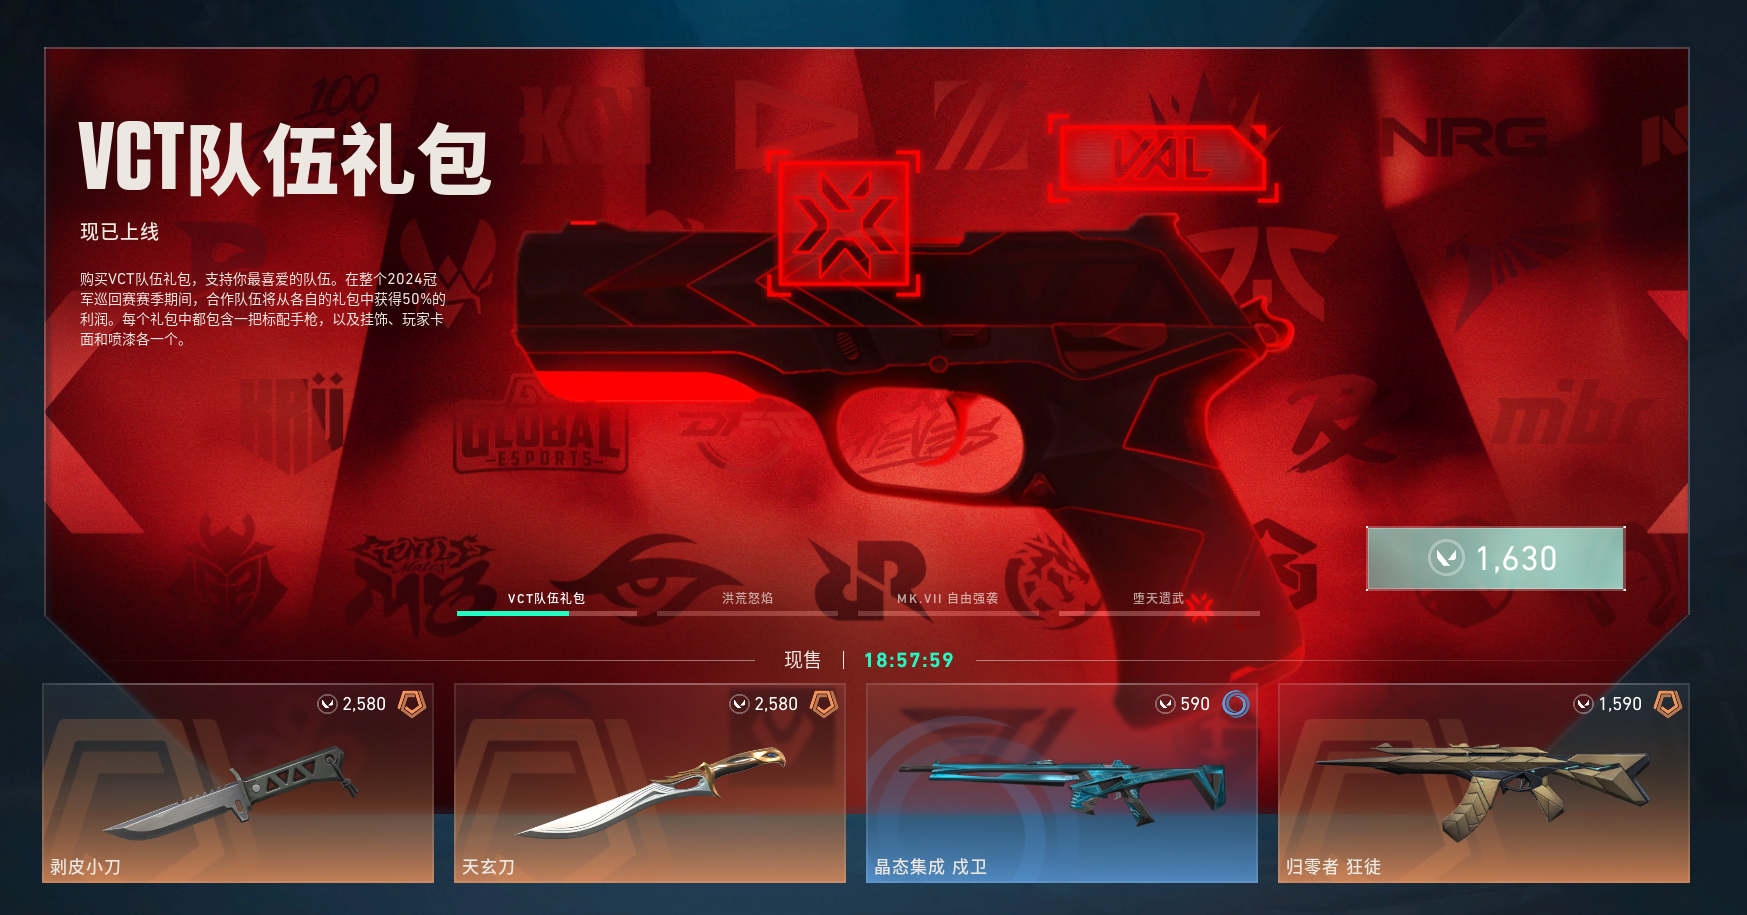 100
NRG
VAL
VCT队伍礼包
现已上线
购买VCT队伍礼包，支持你最喜爱的队伍。在整个2024冠
军巡回赛赛季期间，合作队伍将从各自的礼包中获得50%的
利润。每个礼包中都包含一把标配手枪，以及挂饰、玩家卡
面和喷漆各一个。
KRÜ
GLOBAL
-ESPORTS-
mibr
1,630
VCT队伍礼包
洪荒怒焰
MK.VII 自由强袭
堕天遗武
现售 | 18:57:59
2,580
2,580
590
1,590
剥皮小刀
天玄刀
晶态集成 戍卫
归零者 狂徒